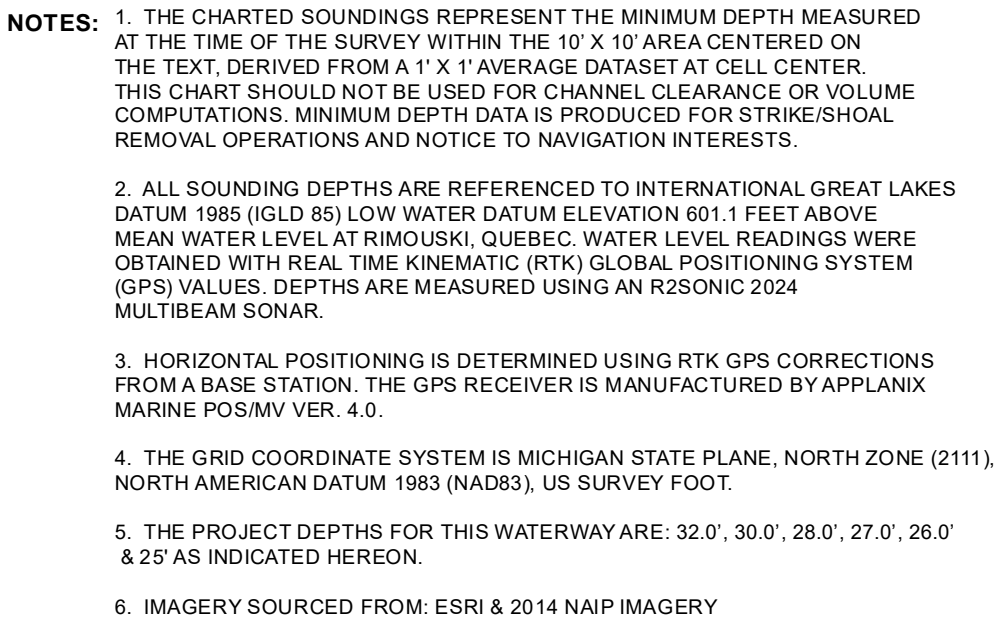 NOTES: 1. THE CHARTED SOUNDINGS REPRESENT THE MINIMUM DEPTH MEASURED
AT THE TIME OF THE SURVEY WITHIN THE 10’ X 10’ AREA CENTERED ON
THE TEXT, DERIVED FROM A 1' X 1' AVERAGE DATASET AT CELL CENTER.
THIS CHART SHOULD NOT BE USED FOR CHANNEL CLEARANCE OR VOLUME
COMPUTATIONS. MINIMUM DEPTH DATA IS PRODUCED FOR STRIKE/SHOAL
REMOVAL OPERATIONS AND NOTICE TO NAVIGATION INTERESTS.
2. ALL SOUNDING DEPTHS ARE REFERENCED TO INTERNATIONAL GREAT LAKES
DATUM 1985 (IGLD 85) LOW WATER DATUM ELEVATION 601.1 FEET ABOVE
MEAN WATER LEVEL AT RIMOUSKI, QUEBEC. WATER LEVEL READINGS WERE
OBTAINED WITH REAL TIME KINEMATIC (RTK) GLOBAL POSITIONING SYSTEM
(GPS) VALUES. DEPTHS ARE MEASURED USING AN R2SONIC 2024
MULTIBEAM SONAR.
3. HORIZONTAL POSITIONING IS DETERMINED USING RTK GPS CORRECTIONS
FROM A BASE STATION. THE GPS RECEIVER IS MANUFACTURED BY APPLANIX
MARINE POS/MV VER. 4.0.
4. THE GRID COORDINATE SYSTEM IS MICHIGAN STATE PLANE, NORTH ZONE (2111),
NORTH AMERICAN DATUM 1983 (NAD83), US SURVEY FOOT.
5. THE PROJECT DEPTHS FOR THIS WATERWAY ARE: 32.0’, 30.0’, 28.0’, 27.0’, 26.0’
& 25' AS INDICATED HEREON.
6. IMAGERY SOURCED FROM: ESRI & 2014 NAIP IMAGERY